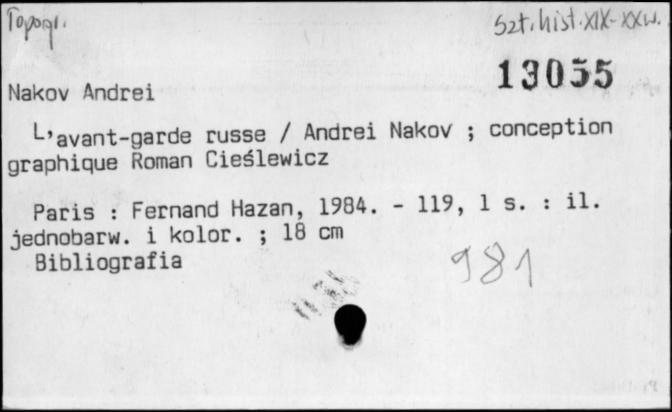 Topogr.
Szt. hist. XIX-XXw.
13055
Nakov Andrei
L'avant-garde russe / Andrei Nakov ; conception
graphique Roman Cieślewicz
Paris : Fernand Hazan, 1984. - 119, 1 s. : il.
jednobarw. i kolor. ; 18 cm
Bibliografia
981